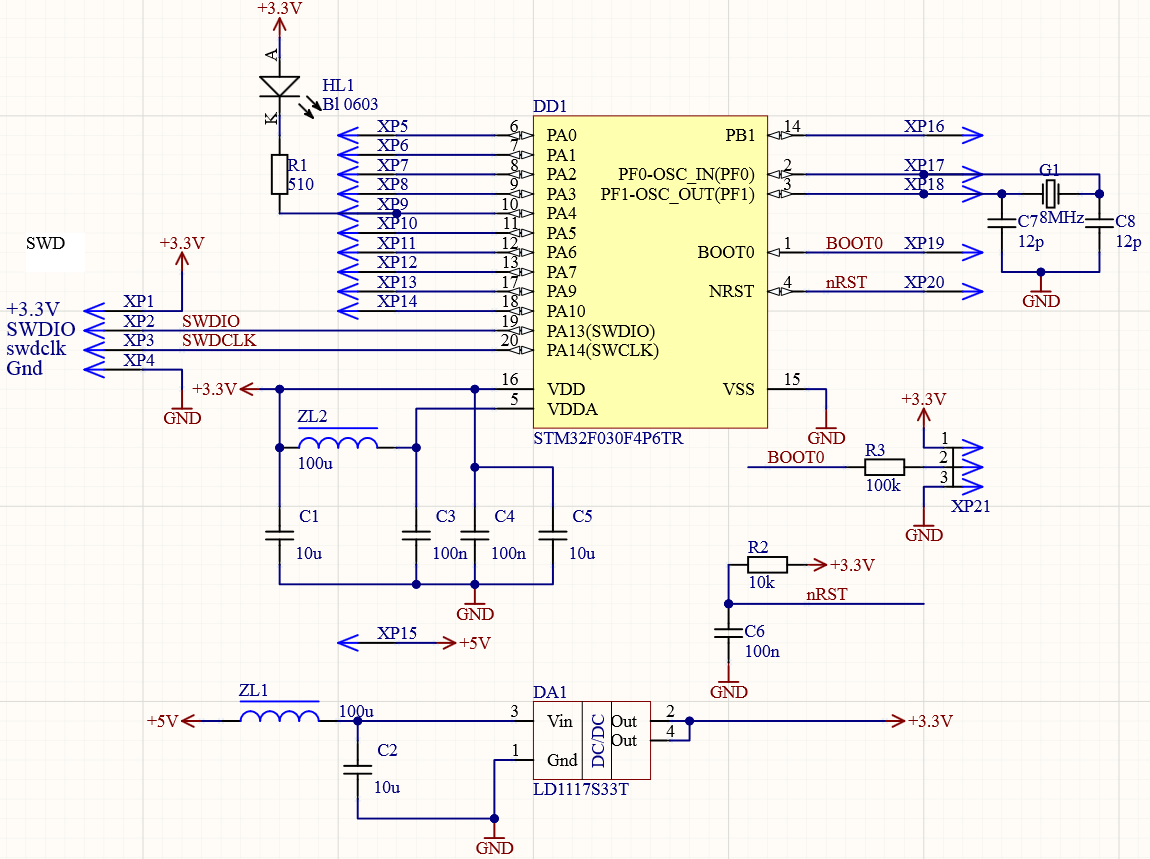 +3.3V
A
HL1
Bl 0603
K
R1
510
DD1
XP5 6 PA0
XP6 7 PA1
XP7 8 PA2
XP8 9 PA3
XP9 10 PA4
XP10 11 PA5
XP11 12 PA6
XP12 13 PA7
XP13 17 PA9
XP14 18 PA10
19 PA13(SWDIO)
20 PA14(SWCLK)
16 VDD
5 VDDA
PB1 14 XP16
PF0-OSC_IN(PF0) 2 XP17
PF1-OSC_OUT(PF1) 3 XP18
BOOT0 1 BOOT0 XP19
NRST 4 nRST XP20
VSS 15
GND
STM32F030F4P6TR
G1
8MHz
C7
12p
C8
12p
GND
SWD
+3.3V
+3.3V XP1
SWDIO XP2 SWDIO
swdclk XP3 SWDCLK
Gnd XP4
GND
+3.3V
ZL2
100u
C1
10u
C3
100n
C4
100n
C5
10u
GND
+3.3V
BOOT0
R3
100k
1
2
3
XP21
GND
R2
10k
+3.3V
nRST
C6
100n
GND
XP15
+5V
ZL1
+5V
100u
C2
10u
DA1
3 Vin
1 Gnd
DC/DC
Out 2
Out 4
LD1117S33T
+3.3V
GND